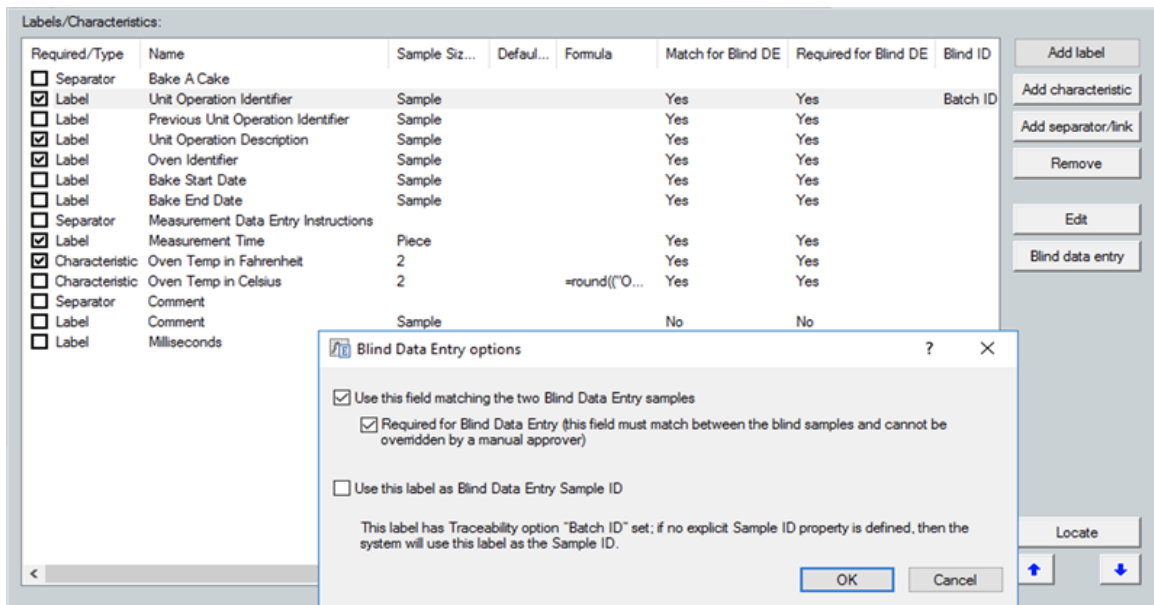 Labels/Characteristics:
Required/Type Name Sample Siz... Defaul... Formula Match for Blind DE Required for Blind DE Blind ID
Separator Bake A Cake
Label Unit Operation Identifier Sample Yes Yes Batch ID
Label Previous Unit Operation Identifier Sample Yes Yes
Label Unit Operation Description Sample Yes Yes
Label Oven Identifier Sample Yes Yes
Label Bake Start Date Sample Yes Yes
Label Bake End Date Sample Yes Yes
Separator Measurement Data Entry Instructions
Label Measurement Time Piece Yes Yes
Characteristic Oven Temp in Fahrenheit 2 Yes Yes
Characteristic Oven Temp in Celsius 2 =round(("O... Yes Yes
Separator Comment
Label Comment Sample No No
Label Milliseconds
Add label
Add characteristic
Add separator/link
Remove
Edit
Blind data entry
Blind Data Entry options ? ×
Use this field matching the two Blind Data Entry samples
Required for Blind Data Entry (this field must match between the blind samples and cannot be
overridden by a manual approver)
Use this label as Blind Data Entry Sample ID
This label has Traceability option "Batch ID" set; if no explicit Sample ID property is defined, then the
system will use this label as the Sample ID.
OK Cancel
Locate